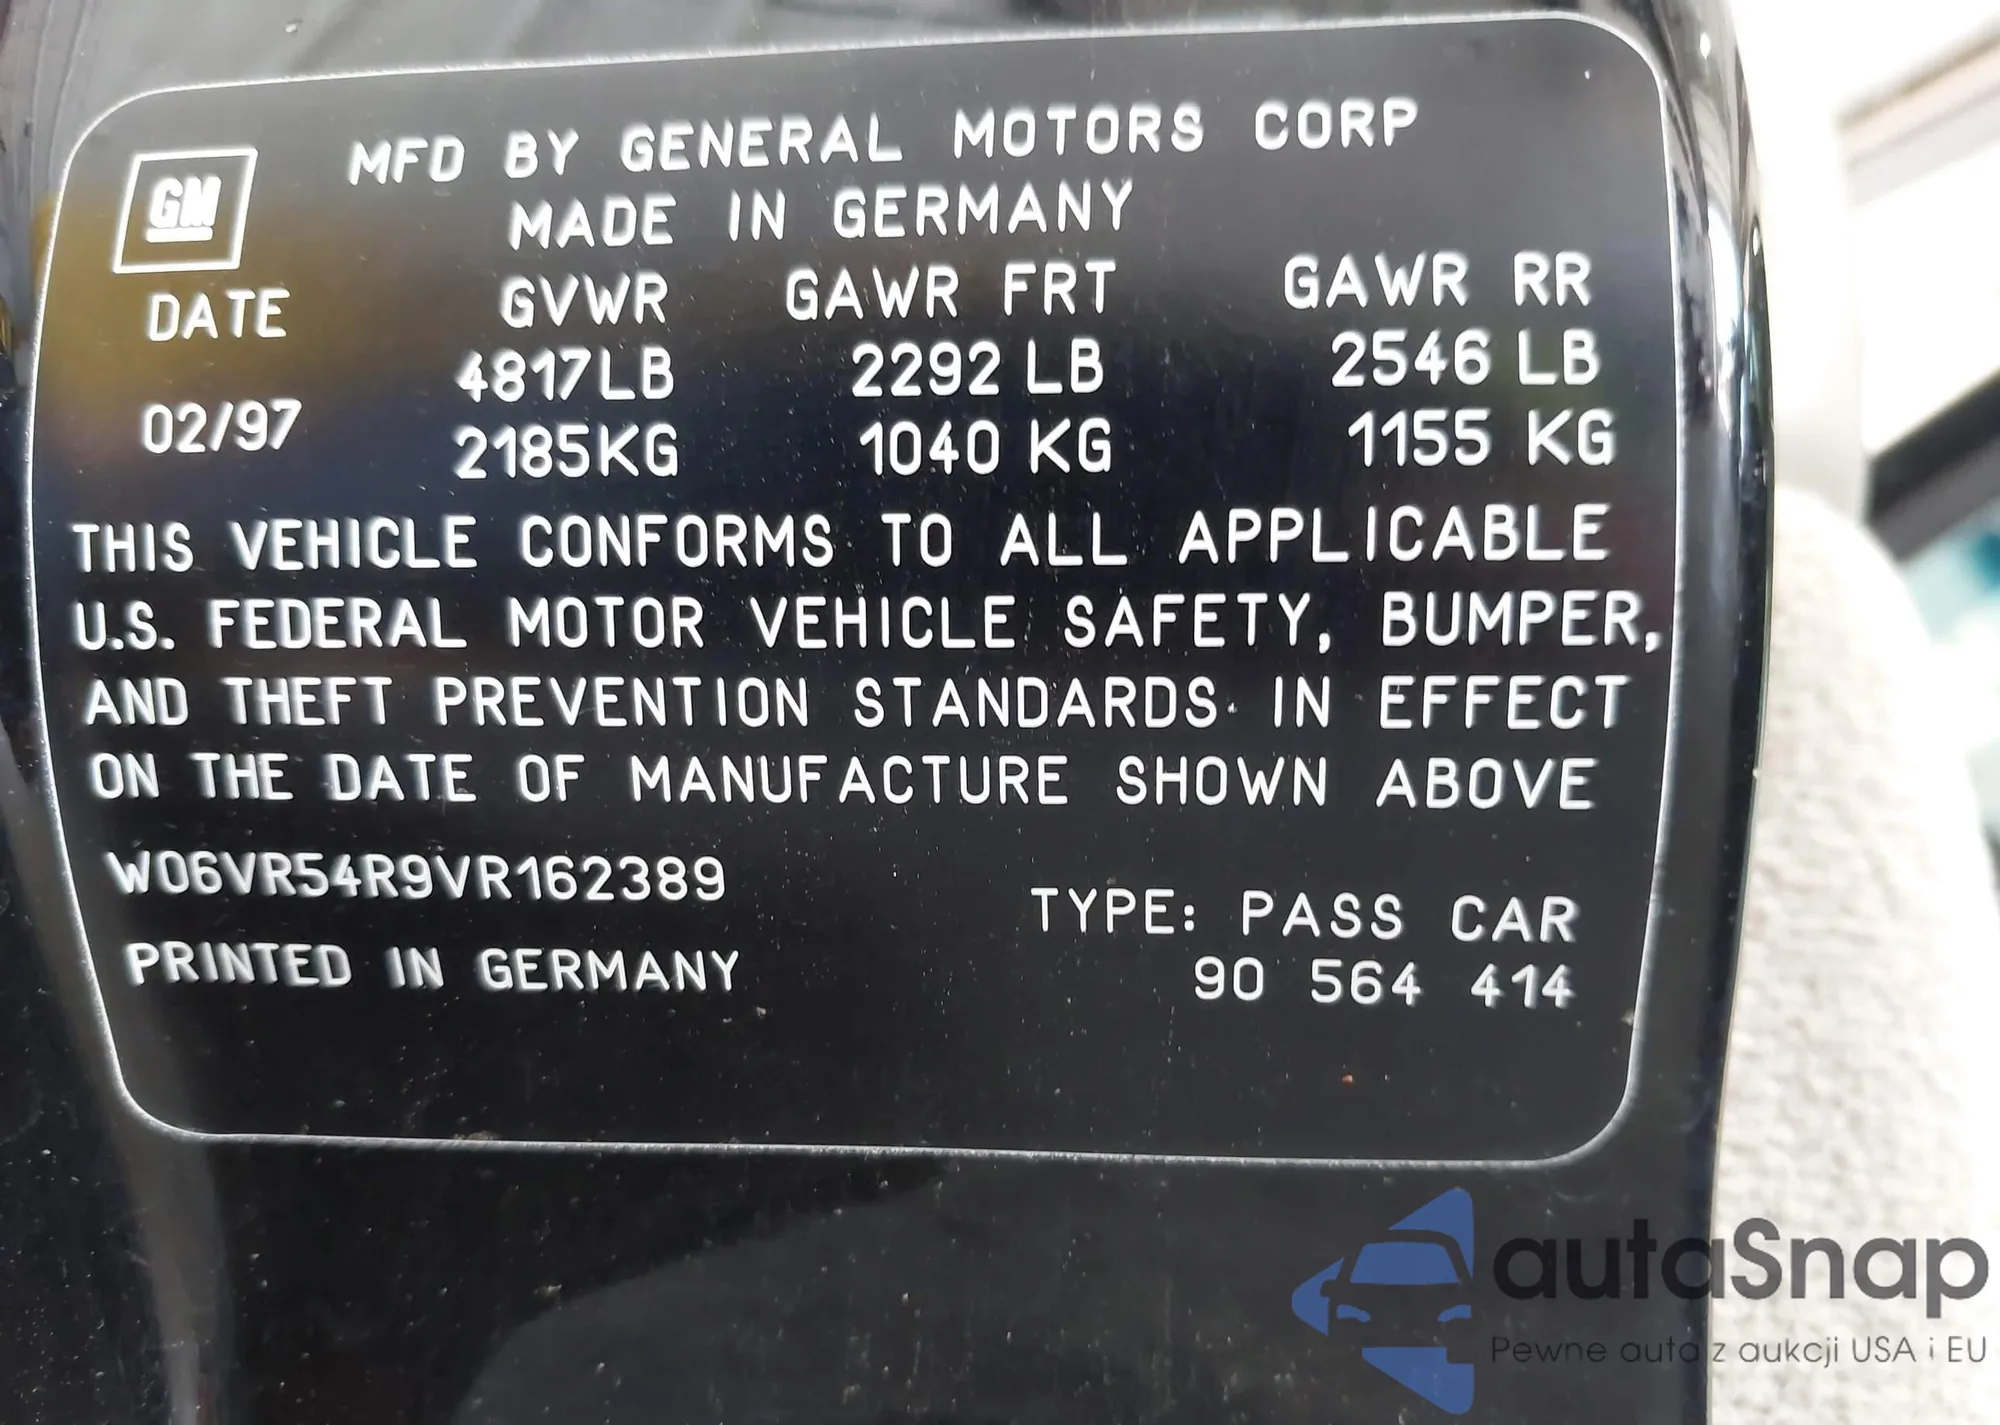 GM
MFD BY GENERAL MOTORS CORP
MADE IN GERMANY
DATE GVWR GAWR FRT GAWR RR
4817LB 2292 LB 2546 LB
02/97 2185KG 1040 KG 1155 KG
THIS VEHICLE CONFORMS TO ALL APPLICABLE
U.S. FEDERAL MOTOR VEHICLE SAFETY, BUMPER,
AND THEFT PREVENTION STANDARDS IN EFFECT
ON THE DATE OF MANUFACTURE SHOWN ABOVE
W06VR54R9VR162389
TYPE: PASS CAR
PRINTED IN GERMANY
90 564 414
autaSnap
Pewne auta z aukcji USA i EU